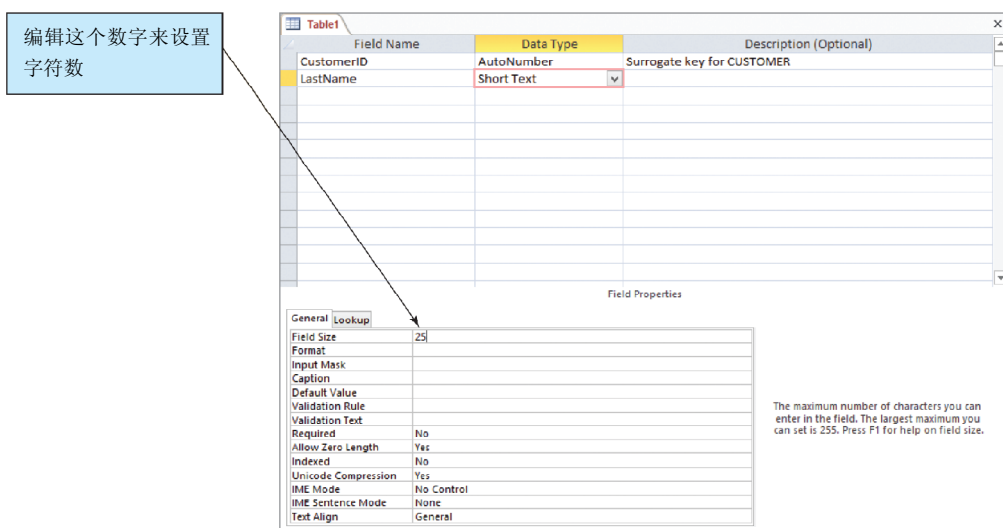 编辑这个数字来设置
字符数
Table1
Field Name Data Type Description (Optional)
CustomerID AutoNumber Surrogate key for CUSTOMER
LastName Short Text
Field Properties
General Lookup
Field Size 25
Format
Input Mask
Caption
Default Value
Validation Rule
Validation Text
Required No
Allow Zero Length Yes
Indexed No
Unicode Compression Yes
IME Mode No Control
IME Sentence Mode None
Text Align General
The maximum number of characters you can
enter in the field. The largest maximum you
can set is 255. Press F1 for help on field size.